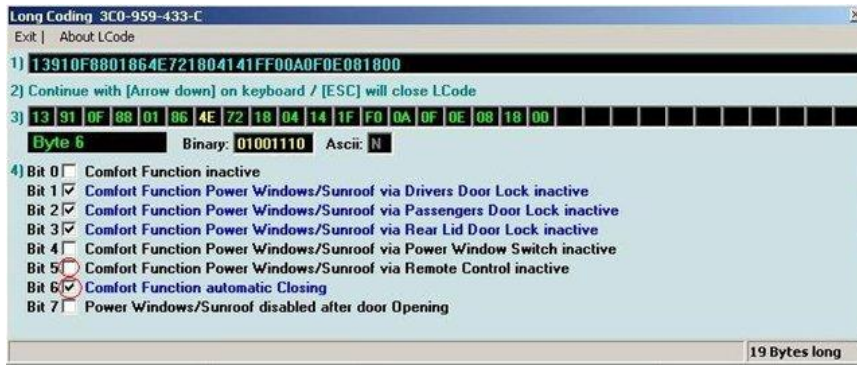 Long Coding 3C0-959-433-C
Exit | About LCode
1) 13910F8801864E721804141FF00A0F0E081800
2) Continue with [Arrow down] on keyboard / [ESC] will close LCode
3) 13 91 0F 88 01 86 4E 72 18 04 14 1F F0 0A 0F 0E 08 18 00
Byte 6 Binary: 01001110 Ascii: N
4) Bit 0 Comfort Function inactive
Bit 1 Comfort Function Power Windows/Sunroof via Drivers Door Lock inactive
Bit 2 Comfort Function Power Windows/Sunroof via Passengers Door Lock inactive
Bit 3 Comfort Function Power Windows/Sunroof via Rear Lid Door Lock inactive
Bit 4 Comfort Function Power Windows/Sunroof via Power Window Switch inactive
Bit 5 Comfort Function Power Windows/Sunroof via Remote Control inactive
Bit 6 Comfort Function automatic Closing
Bit 7 Power Windows/Sunroof disabled after door Opening
19 Bytes long